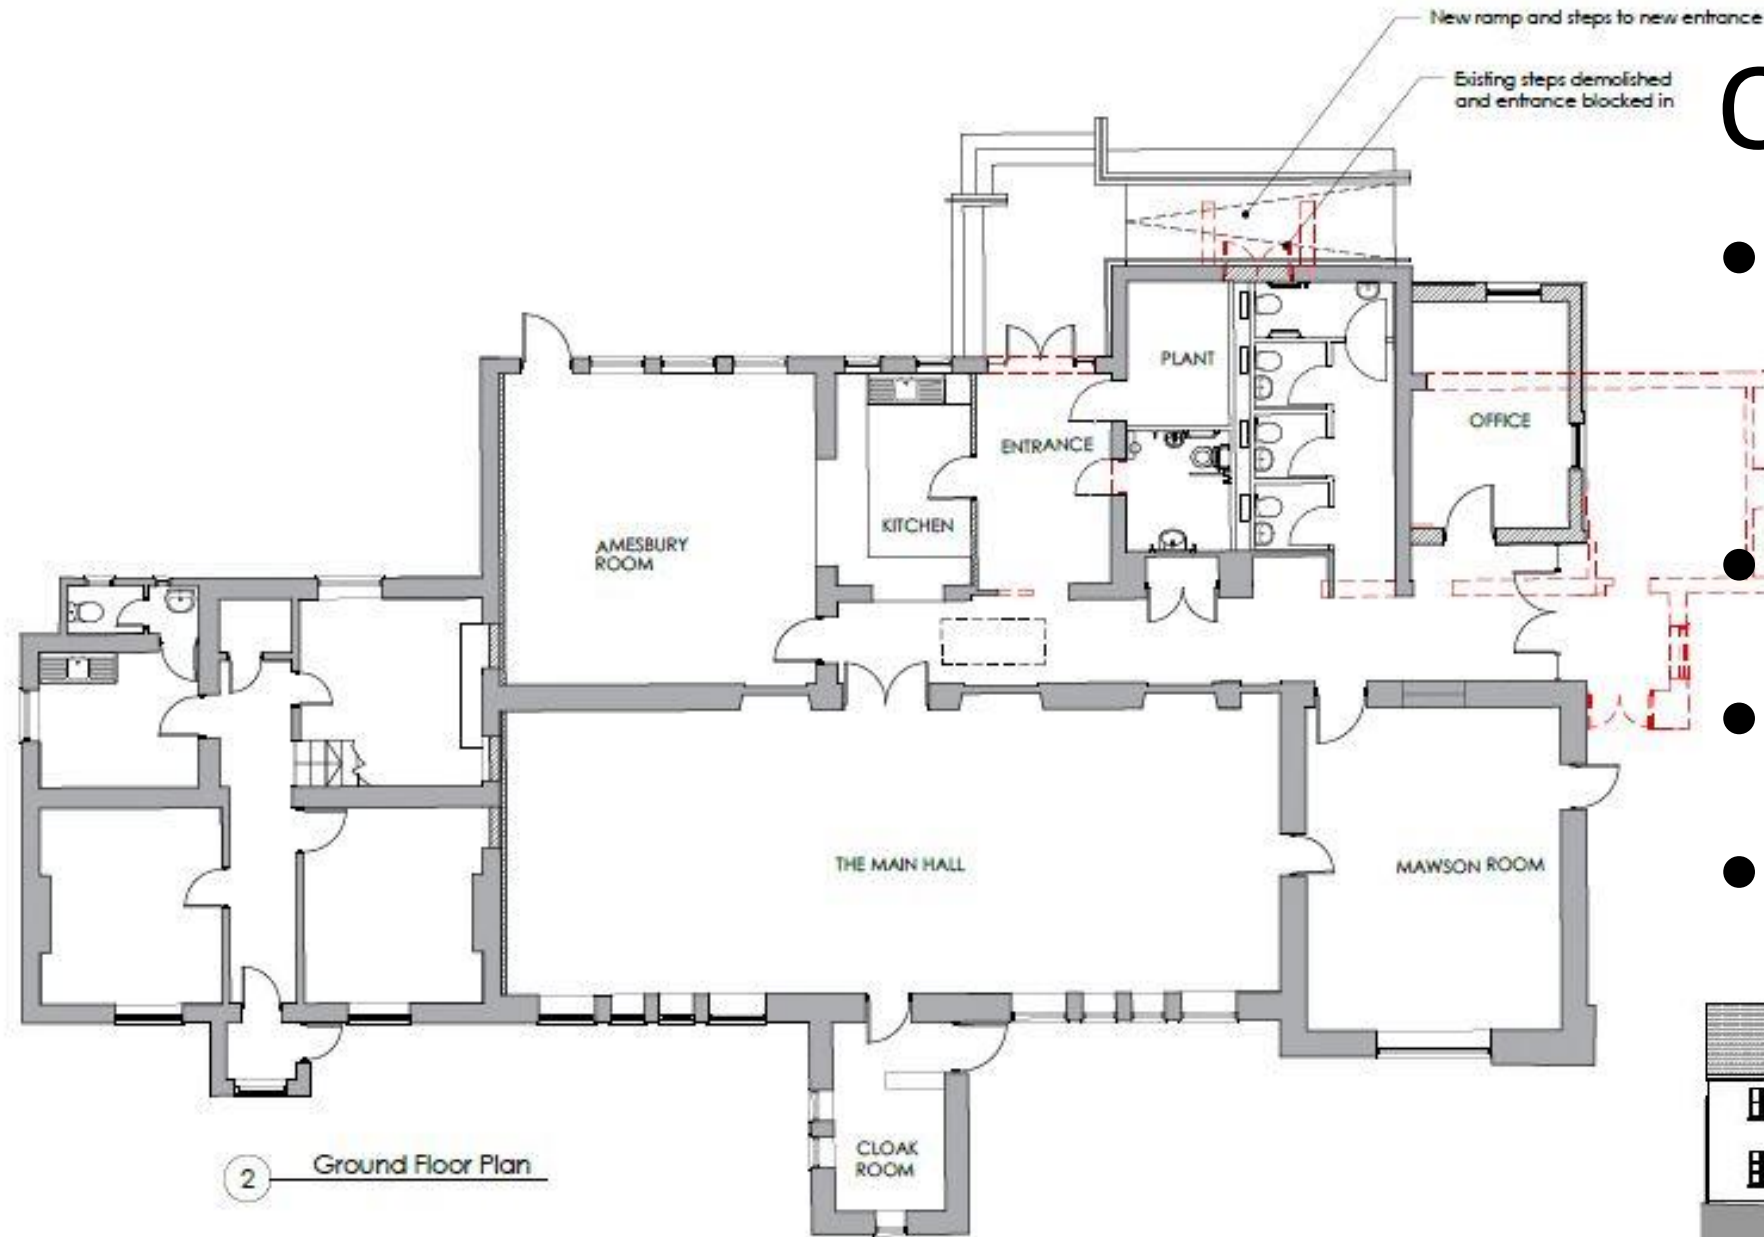 New ramp and steps to new entrance
Existing steps demolished
and entrance blocked in
PLANT
OFFICE
ENTRANCE
KITCHEN
AMESBURY
ROOM
THE MAIN HALL
MAWSON ROOM
CLOAK
ROOM
2 Ground Floor Plan